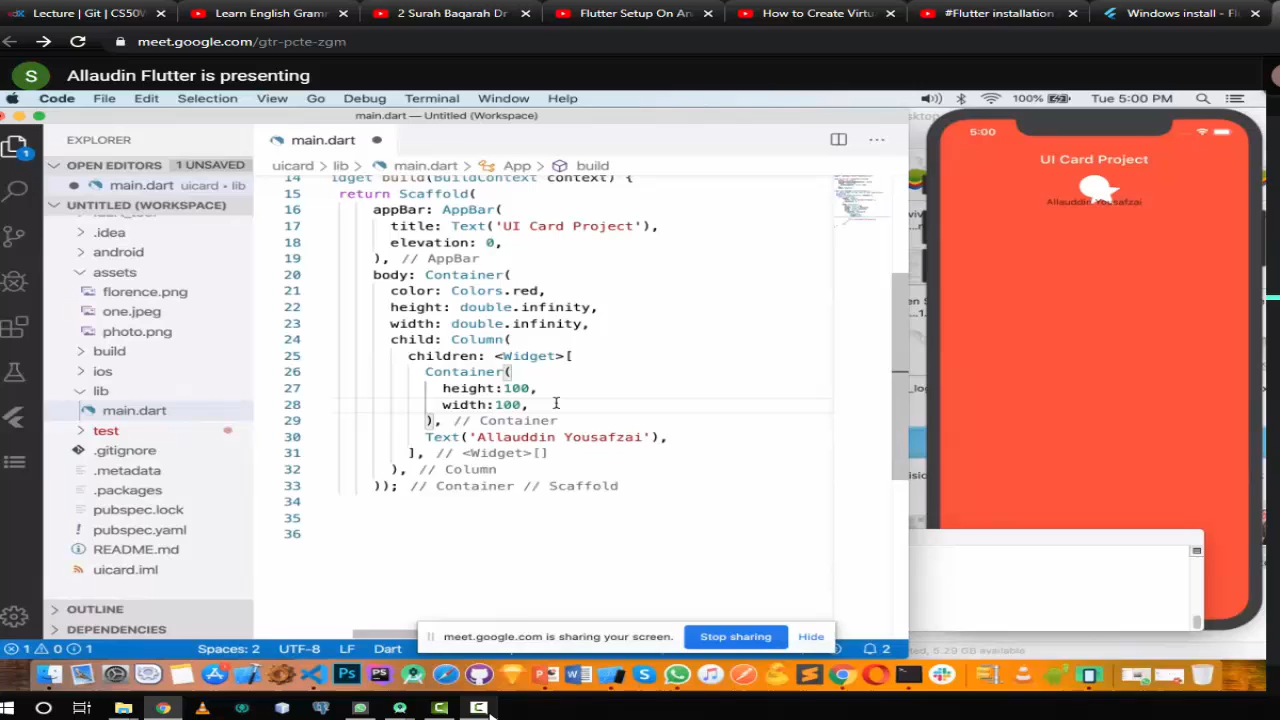 Lecture | Git | CS50W
Learn English Gram
2 Surah Baqarah Dr
Flutter Setup On An
How to Create Virtu
#Flutter installation
Windows install - Fl
meet.google.com/gtr-pcte-zgm
S
Allaudin Flutter is presenting
Code File Edit Selection View Go Debug Terminal Window Help
100%
Tue 5:00 PM
main.dart — Untitled (Workspace)
EXPLORER
main.dart
OPEN EDITORS
1 UNSAVED
main.dart uicard • lib
UNTITLED (WORKSPACE)
.idea
android
assets
florence.png
one.jpeg
photo.png
build
ios
lib
main.dart
test
.gitignore
.metadata
.packages
pubspec.lock
pubspec.yaml
README.md
uicard.iml
OUTLINE
DEPENDENCIES
1
uicard > lib > main.dart > App > build
14 idget build(BuildContext context) {
15 return Scaffold(
16 appBar: AppBar(
17 title: Text('UI Card Project'),
18 elevation: 0,
19 ), // AppBar
20 body: Container(
21 color: Colors.red,
22 height: double.infinity,
23 width: double.infinity,
24 child: Column(
25 children: <Widget>[
26 Container(
27 height:100,
28 width:100,
29 ), // Container
30 Text('Allauddin Yousafzai'),
31 ], // <Widget>[]
32 ), // Column
33 )); // Container // Scaffold
34
35
36
5:00
UI Card Project
Allauddin Yousafzai
meet.google.com is sharing your screen.
Stop sharing
Hide
1 0 1
Spaces: 2
UTF-8
LF
Dart
2
Ps
PS